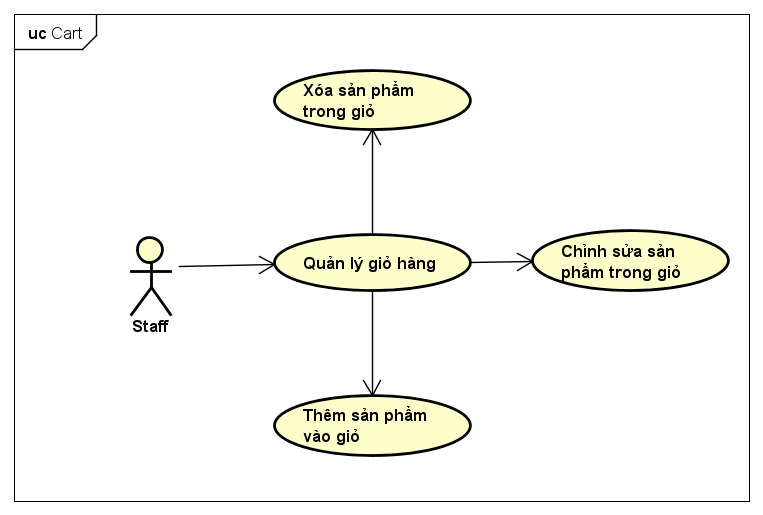 uc Cart
Xóa sản phẩm
trong giỏ
Quản lý giỏ hàng
Chỉnh sửa sản
phẩm trong giỏ
Staff
Thêm sản phẩm
vào giỏ